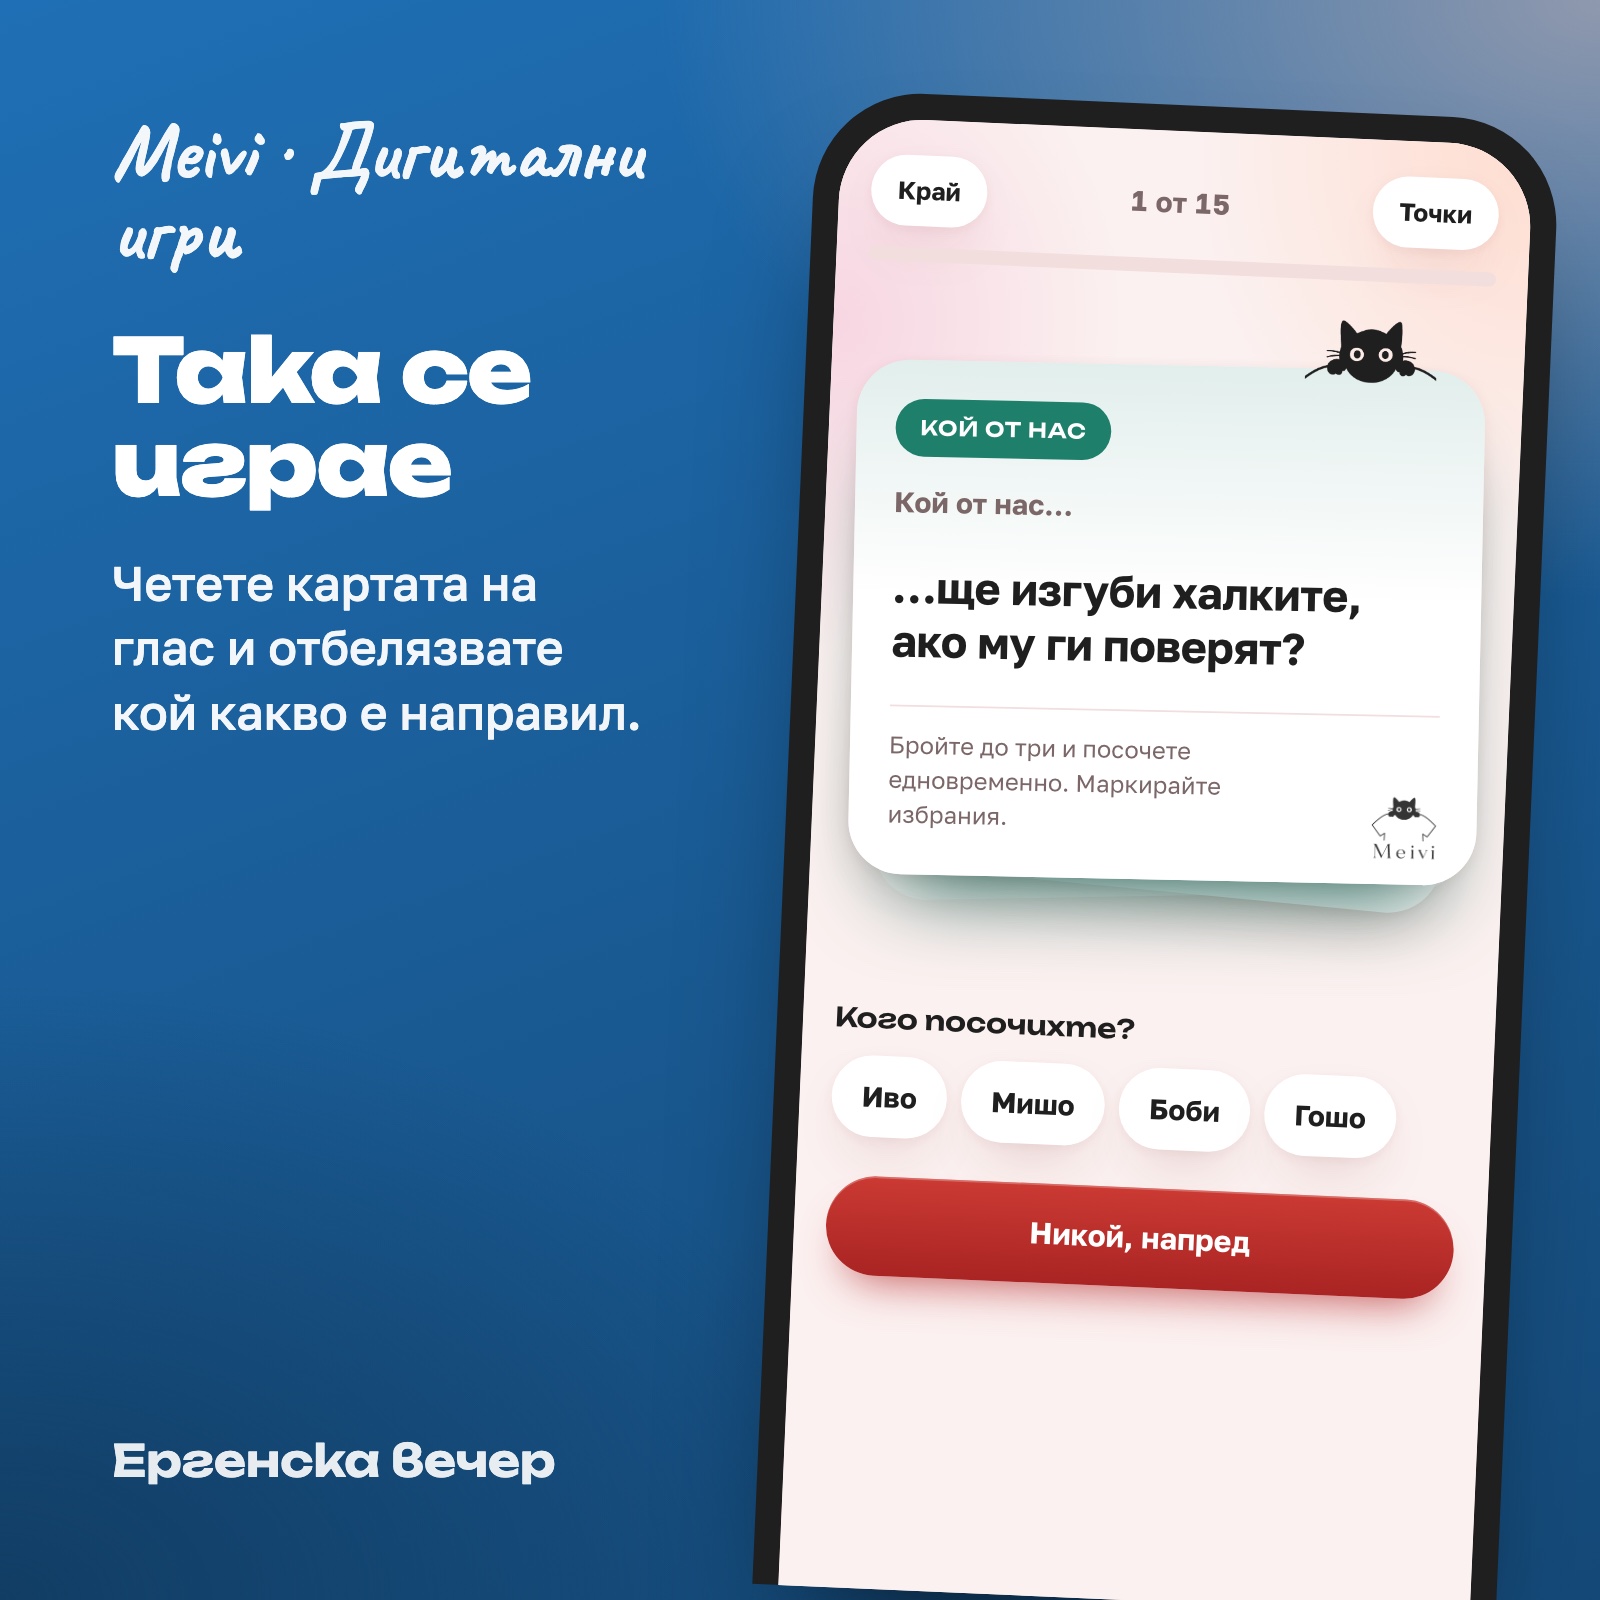 Meivi · Дигитални
игри
Така се
играе
Четете картата на
глас и отбелязвате
кой какво е направил.
Ергенска вечер
Край
1 от 15
Точки
КОЙ ОТ НАС
Кой от нас...
...ще изгуби халките,
ако му ги поверят?
Бройте до три и посочете
едновременно. Маркирайте
избрания.
Meivi
Кого посочихте?
Иво
Мишо
Боби
Гошо
Никой, напред